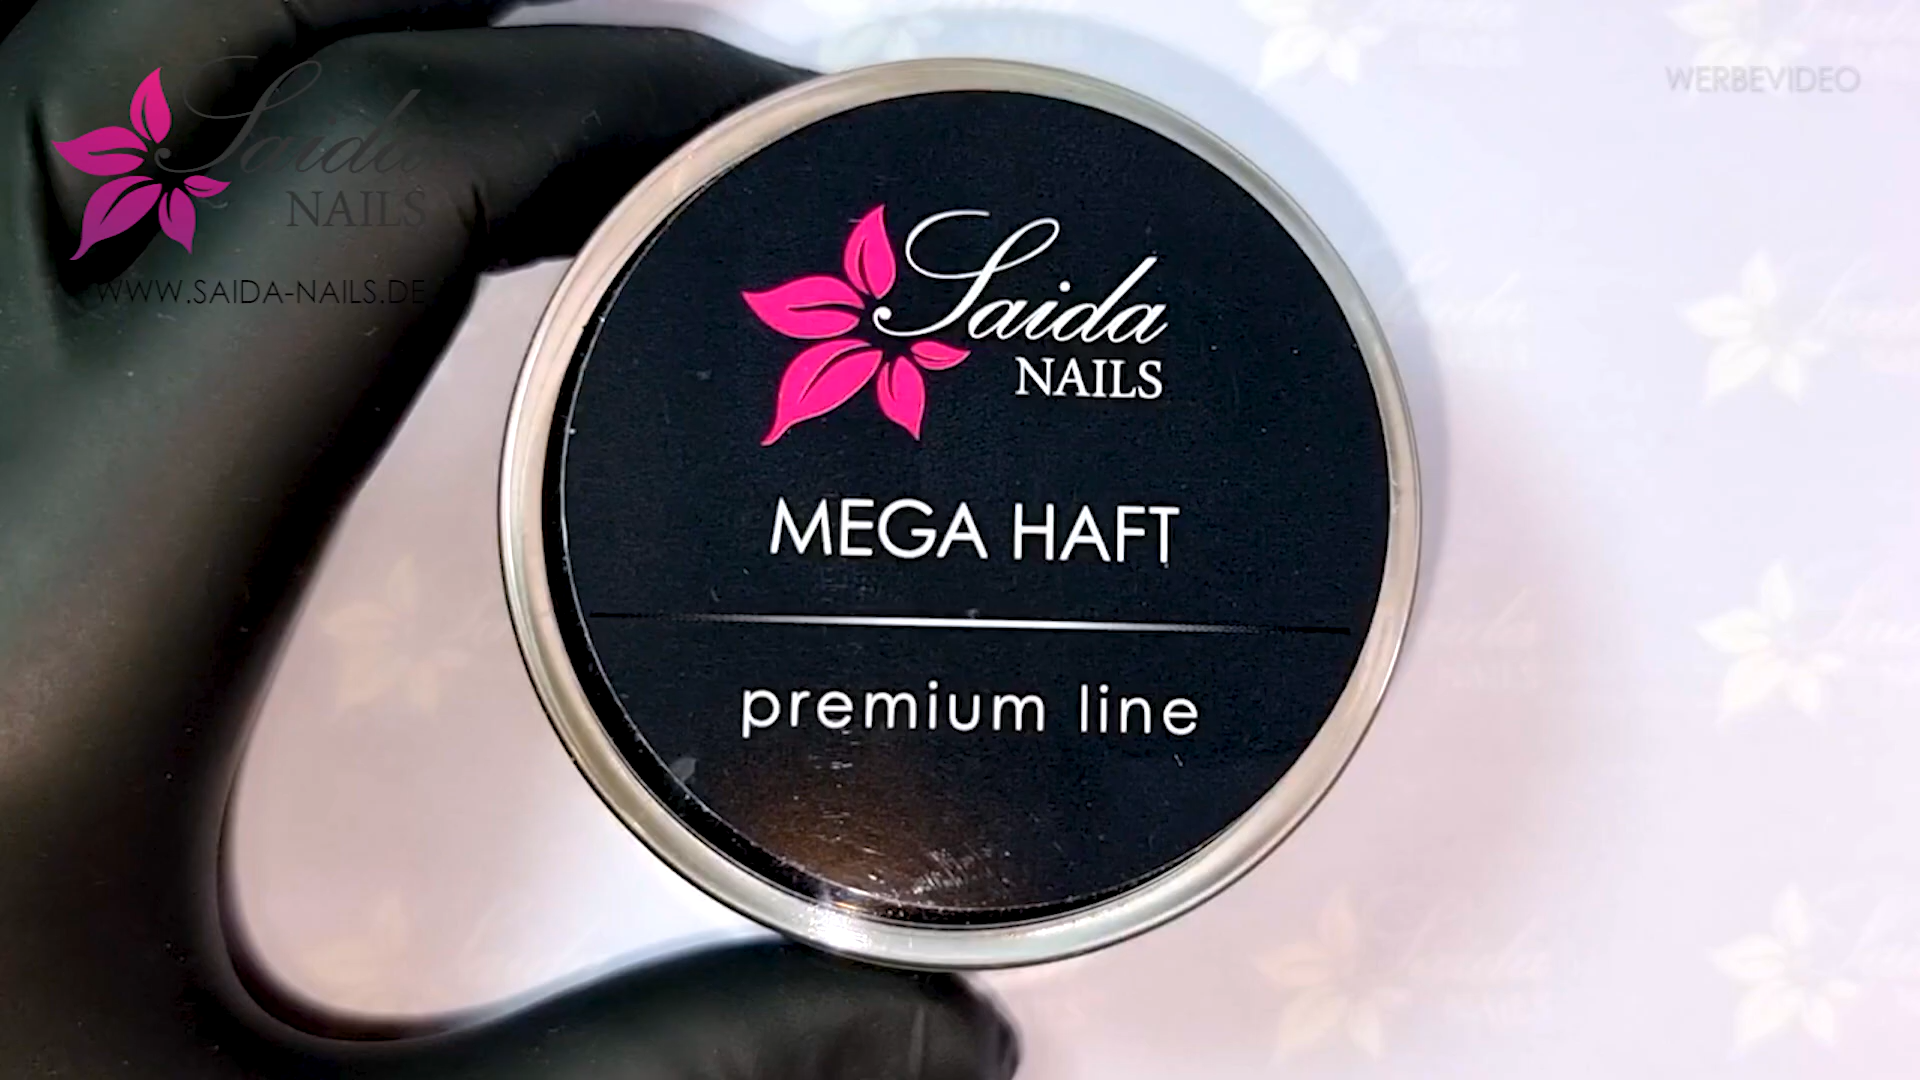 Saida
NAILS
WWW.SAIDA-NAILS.DE
WERBEVIDEO
Saida
NAILS
MEGA HAFT
premium line